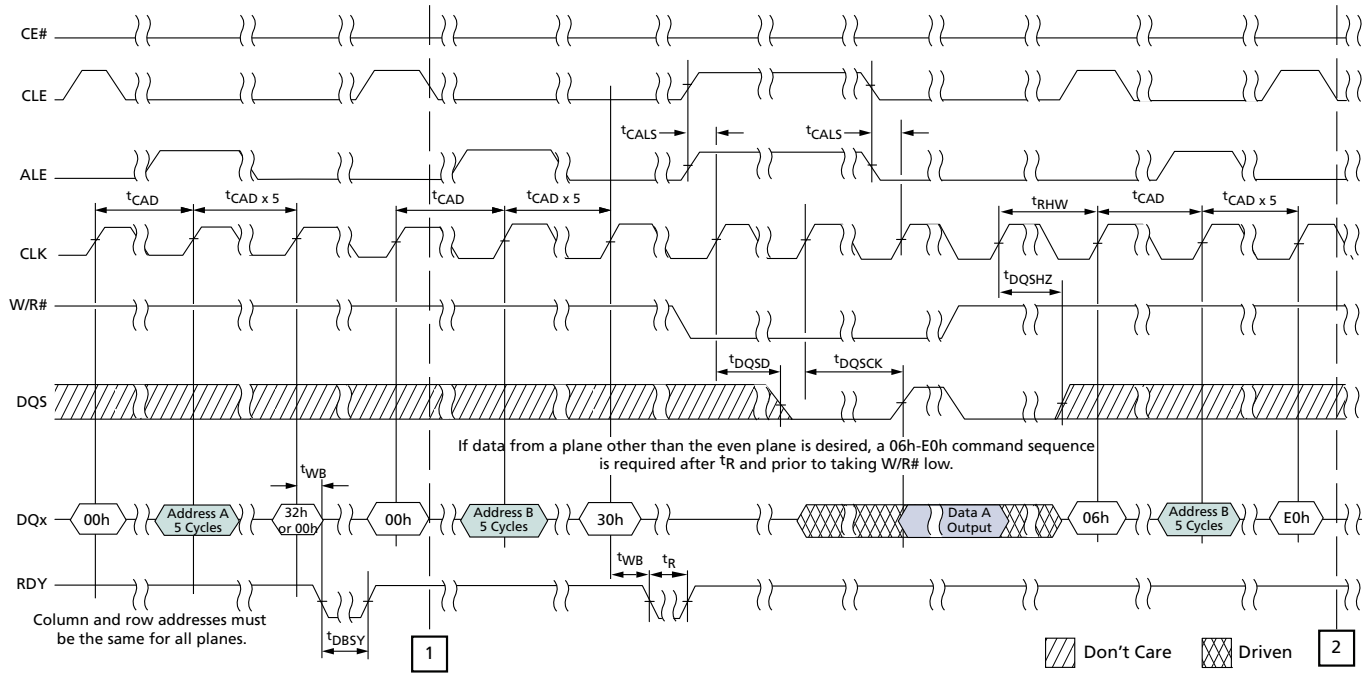 CE#
CLE
tCALS
tCALS
ALE
tCAD
tCAD x 5
tCAD
tCAD x 5
tRHW
tCAD
tCAD x 5
CLK
tDQSHZ
W/R#
tDQSD
tDQSCK
DQS
If data from a plane other than the even plane is desired, a 06h-E0h command sequence
is required after tR and prior to taking W/R# low.
tWB
DQx
00h
Address A
5 Cycles
32h
or 00h
00h
Address B
5 Cycles
30h
Data A
Output
06h
Address B
5 Cycles
E0h
tWB
tR
RDY
Column and row addresses must
be the same for all planes.
tDBSY
1
Don't Care
Driven
2